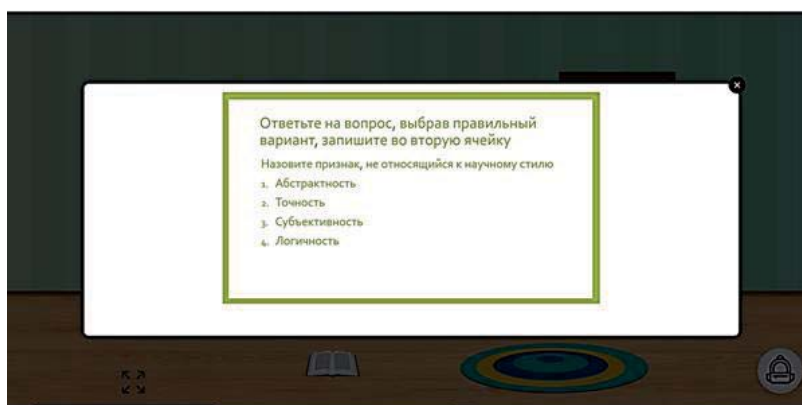 Ответьте на вопрос, выбрав правильный
вариант, запишите во вторую ячейку
Назовите признак, не относящийся к научному стилю
1. Абстрактность
2. Точность
3. Субъективность
4. Логичность